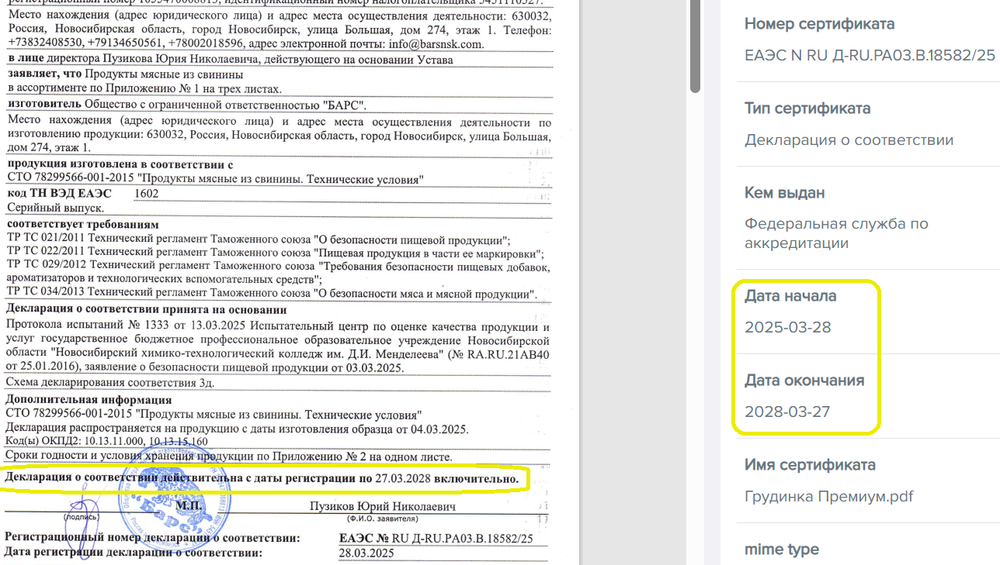 регистрационный номер 1055470008813, идентификационный номер налогоплательщика 5451110527.
Место нахождения (адрес юридического лица) и адрес места осуществления деятельности: 630032,
Россия, Новосибирская область, город Новосибирск, улица Большая, дом 274, этаж 1. Телефон:
+73832408530, +79134650561, +78002018596, адрес электронной почты: info@barsnsk.com.
в лице директора Пузикова Юрия Николаевича, действующего на основании Устава
заявляет, что Продукты мясные из свинины
в ассортименте по Приложению № 1 на трех листах.
изготовитель Общество с ограниченной ответственностью "БАРС".
Место нахождения (адрес юридического лица) и адрес места осуществления деятельности по
изготовлению продукции: 630032, Россия, Новосибирская область, город Новосибирск, улица Большая,
дом 274, этаж 1.
продукция изготовлена в соответствии с
СТО 78299566-001-2015 "Продукты мясные из свинины. Технические условия"
код ТН ВЭД ЕАЭС 1602
Серийный выпуск.
соответствует требованиям
ТР ТС 021/2011 Технический регламент Таможенного союза "О безопасности пищевой продукции";
ТР ТС 022/2011 Технический регламент Таможенного союза "Пищевая продукция в части ее маркировки";
ТР ТС 029/2012 Технический регламент Таможенного союза "Требования безопасности пищевых добавок,
ароматизаторов и технологических вспомогательных средств";
ТР ТС 034/2013 Технический регламент Таможенного союза "О безопасности мяса и мясной продукции".
Декларация о соответствии принята на основании
Протокола испытаний № 1333 от 13.03.2025 Испытательный центр по оценке качества продукции и
услуг государственное бюджетное профессиональное образовательное учреждение Новосибирской
области "Новосибирский химико-технологический колледж им. Д.И. Менделеева" (№ RA.RU.21АВ40
от 25.01.2016), заявление о безопасности пищевой продукции от 03.03.2025.
Схема декларирования соответствия 3д.
Дополнительная информация
СТО 78299566-001-2015 "Продукты мясные из свинины. Технические условия"
Декларация распространяется на продукцию с даты изготовления образца от 04.03.2025.
Код(ы) ОКПД2: 10.13.11.000, 10.13.15.160
Сроки годности и условия хранения продукции по Приложению № 2 на одном листе.
Декларация о соответствии действительна с даты регистрации по 27.03.2028 включительно.
М.П. Пузиков Юрий Николаевич
(подпись) (Ф.И.О. заявителя)
"Барс"
Регистрационный номер декларации о соответствии: ЕАЭС № RU Д-RU.РА03.В.18582/25
Дата регистрации декларации о соответствии: 28.03.2025
Номер сертификата
ЕАЭС N RU Д-RU.РА03.В.18582/25
Тип сертификата
Декларация о соответствии
Кем выдан
Федеральная служба по
аккредитации
Дата начала
2025-03-28
Дата окончания
2028-03-27
Имя сертификата
Грудинка Премиум.pdf
mime type